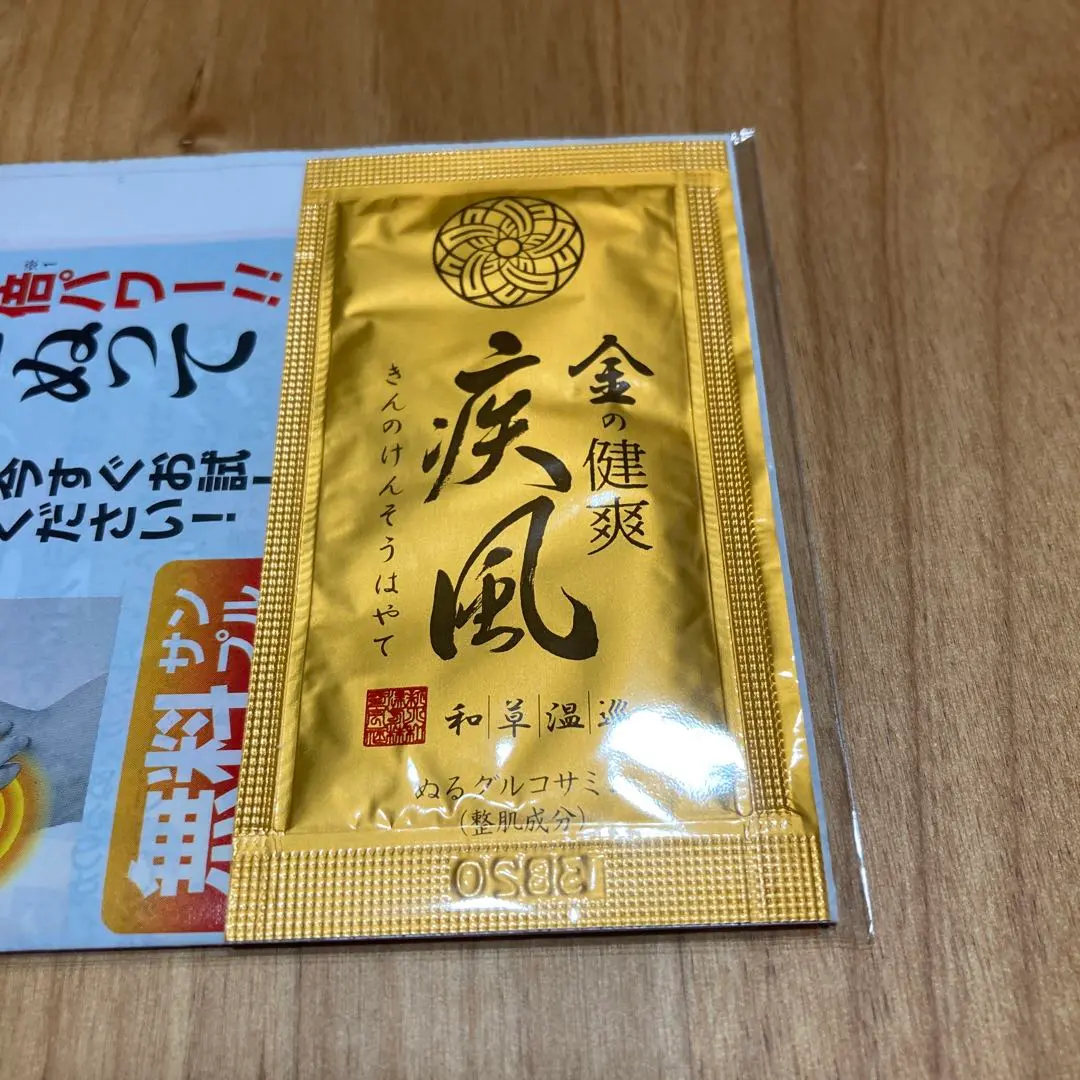 金の健爽
疾風
きんのけんそうはやて
和草温巡
ぬるグルコサミ
(整肌成分)
倍パワー!!
※1
ぬって
今すぐお試し
ください!
無料サンプル